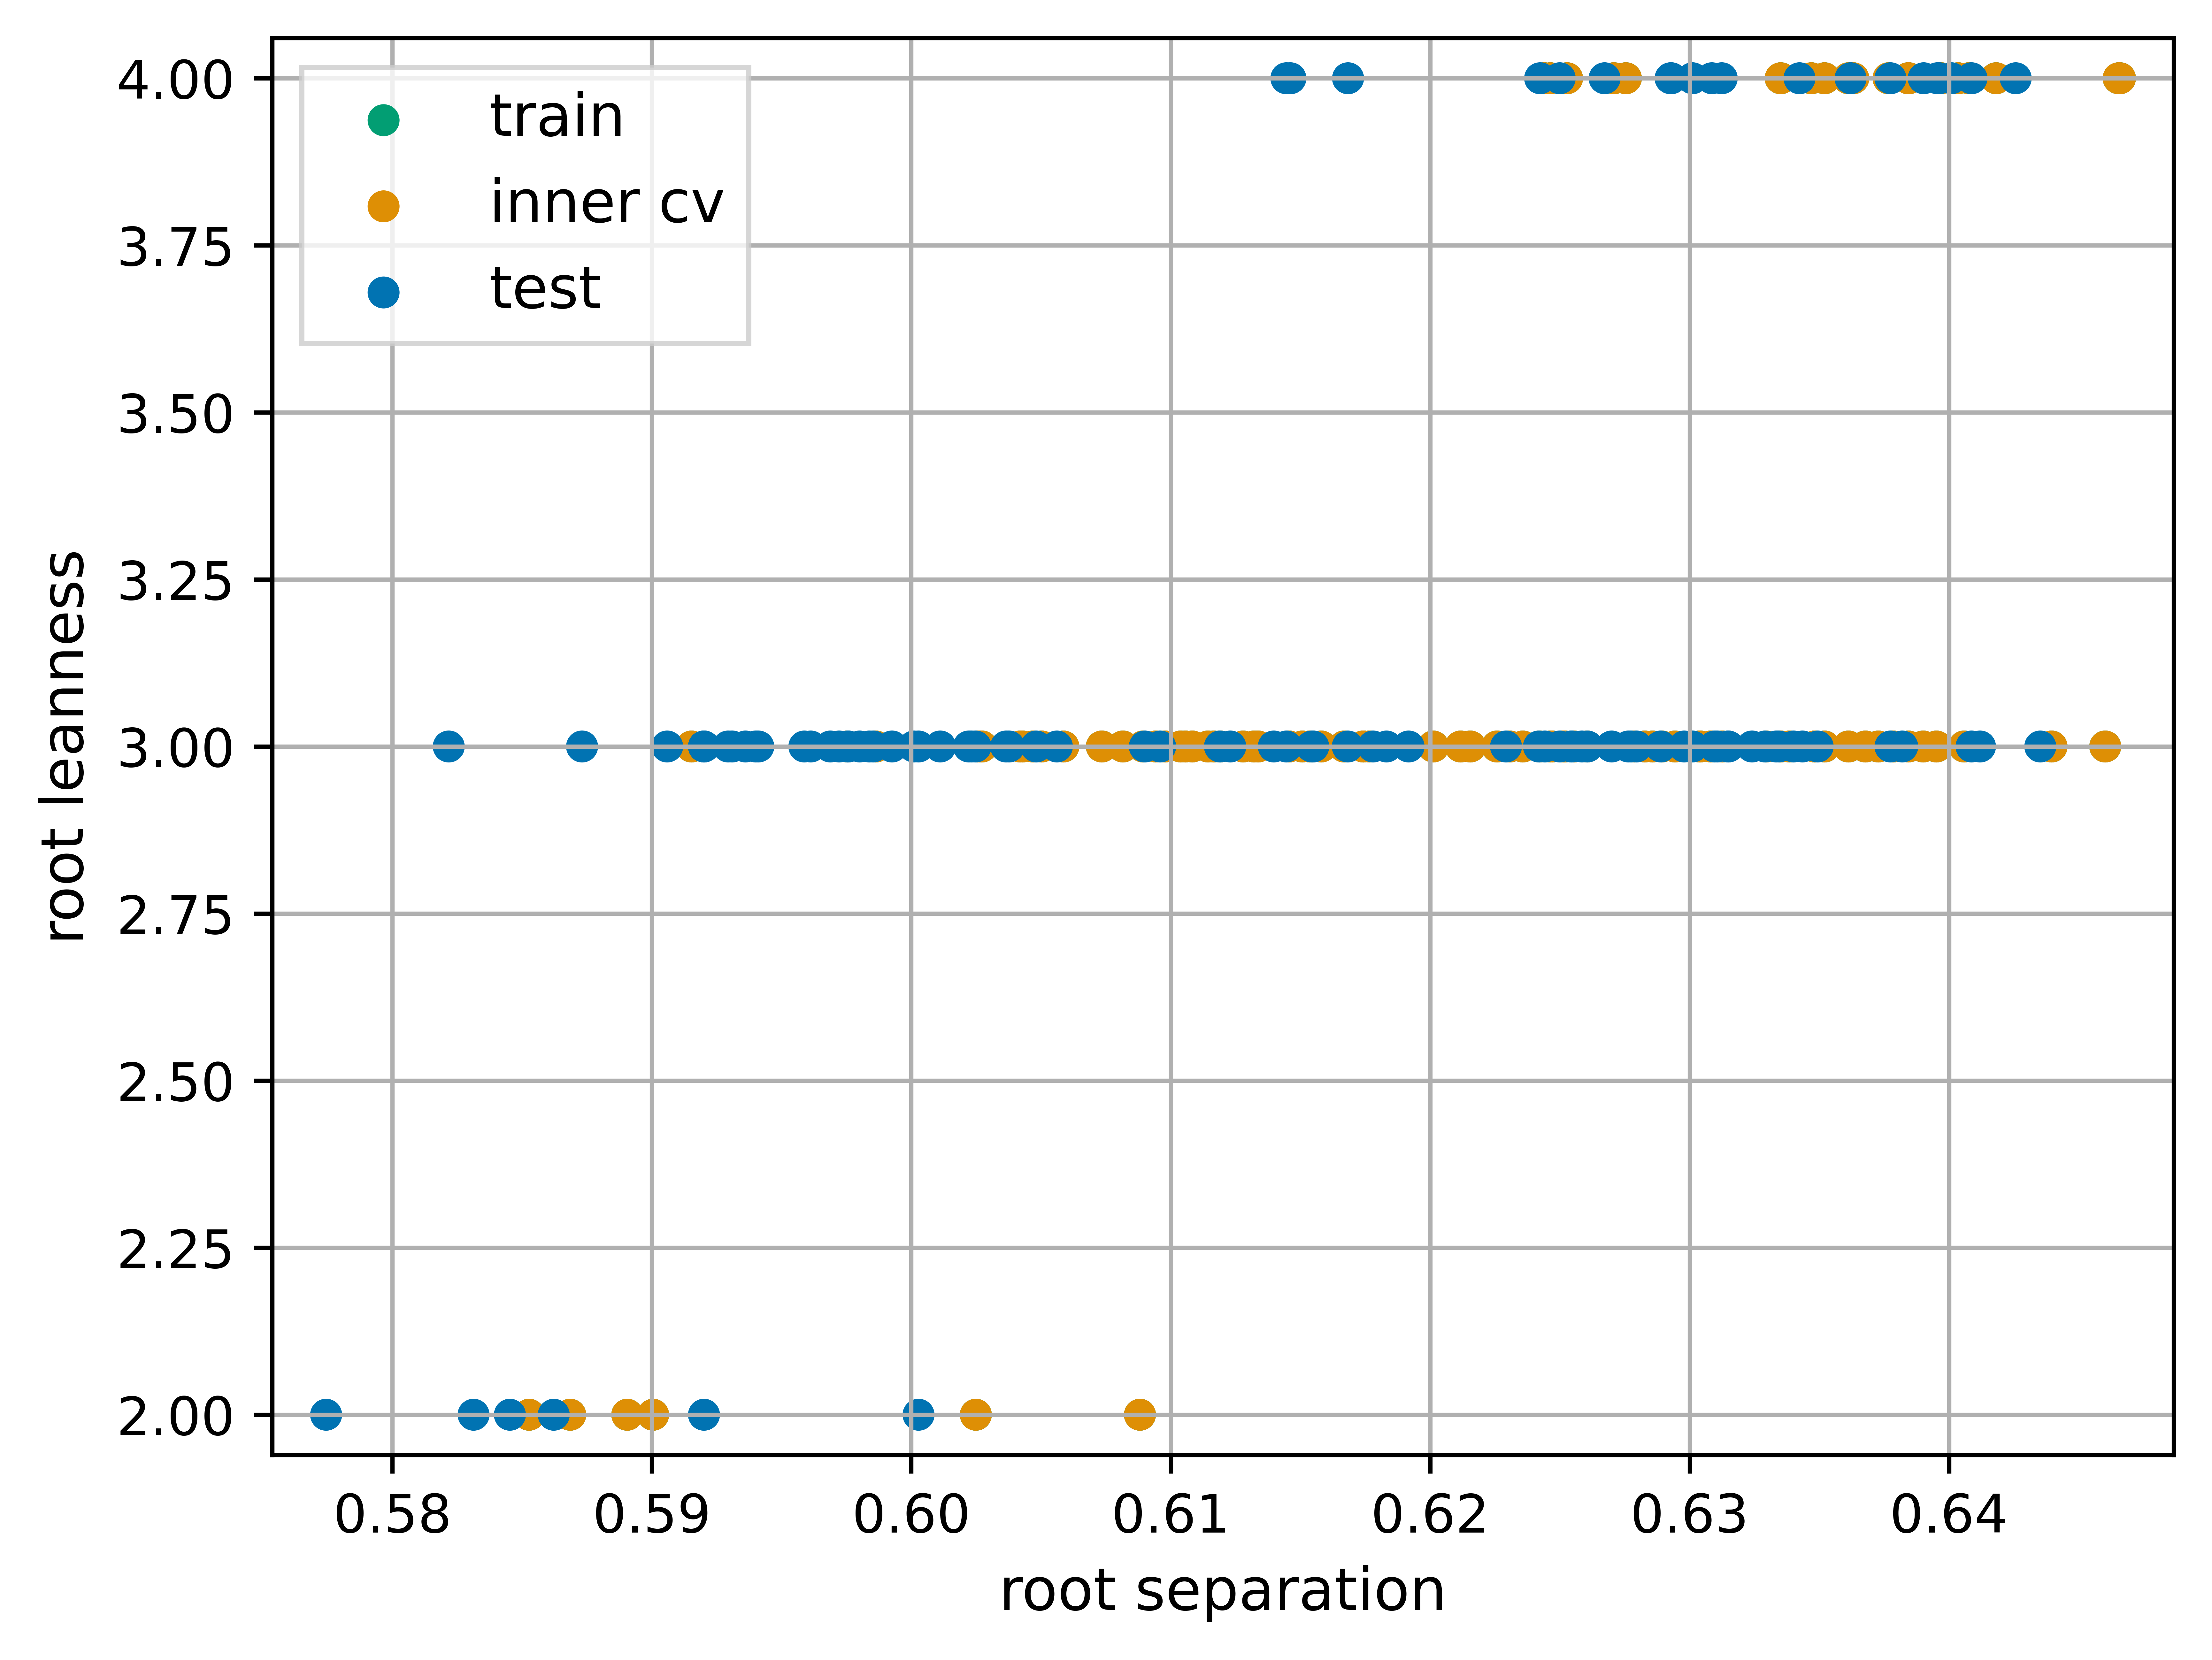 train
inner cv
test
4.00
3.75
3.50
3.25
3.00
2.75
2.50
2.25
2.00
root leanness
0.58 0.59 0.60 0.61 0.62 0.63 0.64
root separation